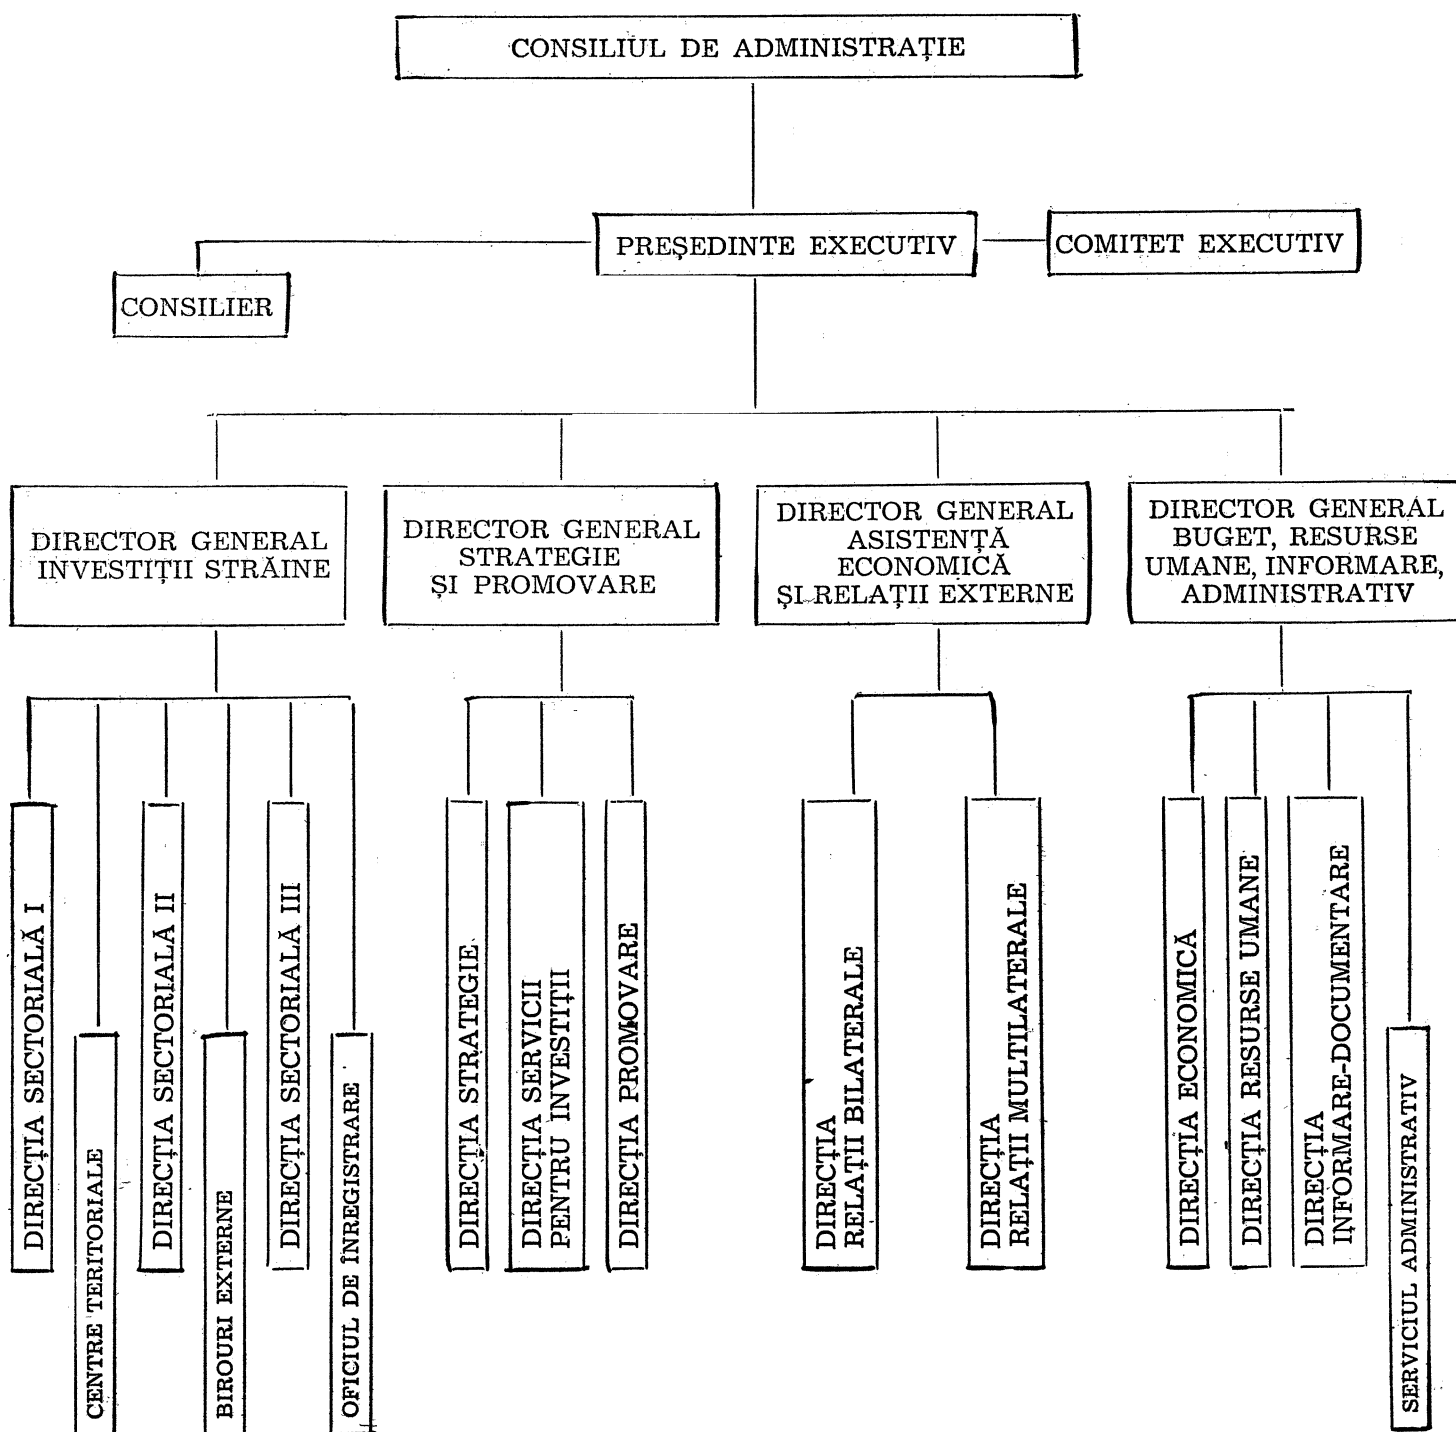 CONSILIUL DE ADMINISTRAȚIE
PREȘEDINTE EXECUTIV
COMITET EXECUTIV
CONSILIER
DIRECTOR GENERAL
INVESTIȚII STRĂINE
DIRECTOR GENERAL
STRATEGIE
ȘI PROMOVARE
DIRECTOR GENERAL
ASISTENȚĂ
ECONOMICĂ
ȘI RELAȚII EXTERNE
DIRECTOR GENERAL
BUGET, RESURSE
UMANE, INFORMARE,
ADMINISTRATIV
DIRECȚIA SECTORIALĂ I
CENTRE TERITORIALE
DIRECȚIA SECTORIALĂ II
BIROURI EXTERNE
DIRECȚIA SECTORIALĂ III
OFICIUL DE ÎNREGISTRARE
DIRECȚIA STRATEGIE
DIRECȚIA SERVICII
PENTRU INVESTIȚII
DIRECȚIA PROMOVARE
DIRECȚIA
RELAȚII BILATERALE
DIRECȚIA
RELAȚII MULTILATERALE
DIRECȚIA ECONOMICĂ
DIRECȚIA RESURSE UMANE
DIRECȚIA
INFORMARE-DOCUMENTARE
SERVICIUL ADMINISTRATIV